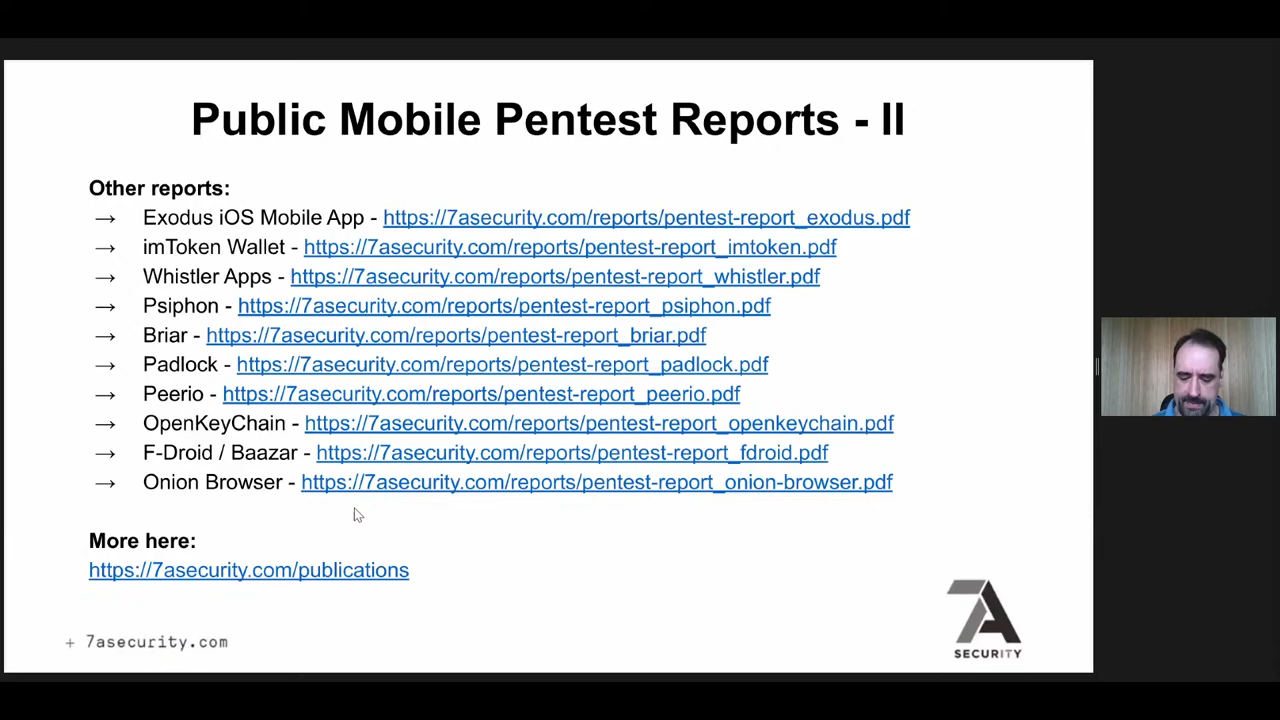 Public Mobile Pentest Reports - II
Other reports:
→ Exodus iOS Mobile App - https://7asecurity.com/reports/pentest-report_exodus.pdf
→ imToken Wallet - https://7asecurity.com/reports/pentest-report_imtoken.pdf
→ Whistler Apps - https://7asecurity.com/reports/pentest-report_whistler.pdf
→ Psiphon - https://7asecurity.com/reports/pentest-report_psiphon.pdf
→ Briar - https://7asecurity.com/reports/pentest-report_briar.pdf
→ Padlock - https://7asecurity.com/reports/pentest-report_padlock.pdf
→ Peerio - https://7asecurity.com/reports/pentest-report_peerio.pdf
→ OpenKeyChain - https://7asecurity.com/reports/pentest-report_openkeychain.pdf
→ F-Droid / Baazar - https://7asecurity.com/reports/pentest-report_fdroid.pdf
→ Onion Browser - https://7asecurity.com/reports/pentest-report_onion-browser.pdf
More here:
https://7asecurity.com/publications
+ 7asecurity.com
7A
SECURITY